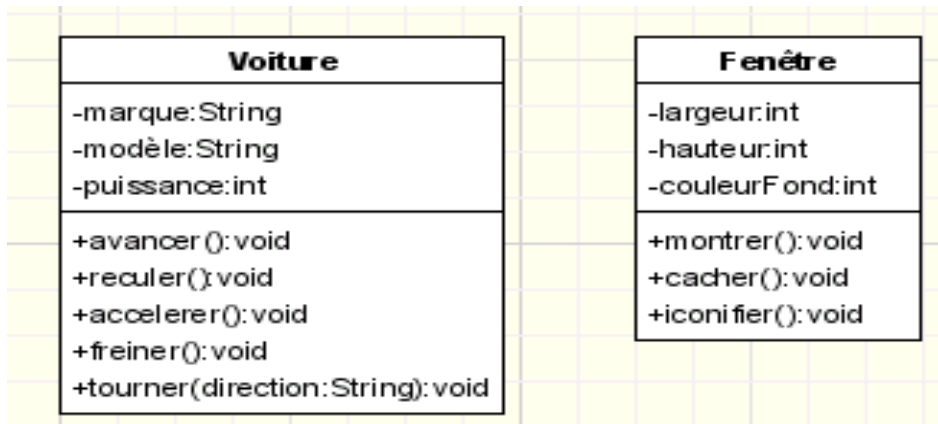 Voiture
-marque:String
-modèle:String
-puissance:int
+avancer():void
+reculer():void
+accelerer():void
+freiner():void
+tourner(direction:String):void
Fenêtre
-largeur:int
-hauteur:int
-couleurFond:int
+montrer():void
+cacher():void
+iconifier():void